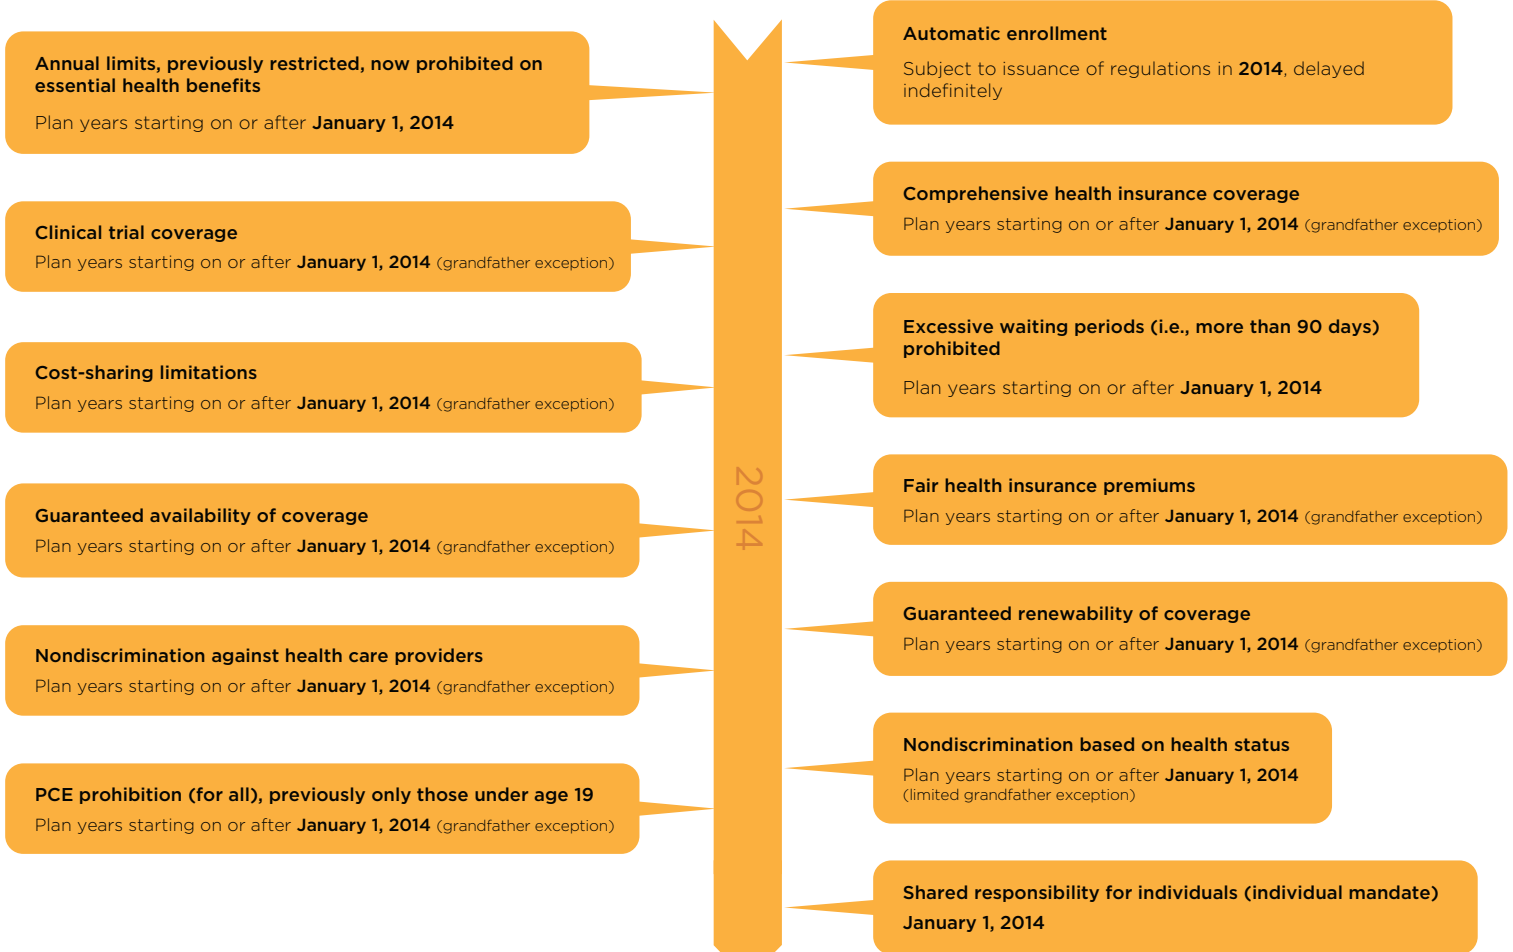 Annual limits, previously restricted, now prohibited on
essential health benefits
Plan years starting on or after January 1, 2014
Clinical trial coverage
Plan years starting on or after January 1, 2014 (grandfather exception)
Cost-sharing limitations
Plan years starting on or after January 1, 2014 (grandfather exception)
Guaranteed availability of coverage
Plan years starting on or after January 1, 2014 (grandfather exception)
Nondiscrimination against health care providers
Plan years starting on or after January 1, 2014 (grandfather exception)
PCE prohibition (for all), previously only those under age 19
Plan years starting on or after January 1, 2014 (grandfather exception)
2014
Automatic enrollment
Subject to issuance of regulations in 2014, delayed
indefinitely
Comprehensive health insurance coverage
Plan years starting on or after January 1, 2014 (grandfather exception)
Excessive waiting periods (i.e., more than 90 days)
prohibited
Plan years starting on or after January 1, 2014
Fair health insurance premiums
Plan years starting on or after January 1, 2014 (grandfather exception)
Guaranteed renewability of coverage
Plan years starting on or after January 1, 2014 (grandfather exception)
Nondiscrimination based on health status
Plan years starting on or after January 1, 2014
(limited grandfather exception)
Shared responsibility for individuals (individual mandate)
January 1, 2014